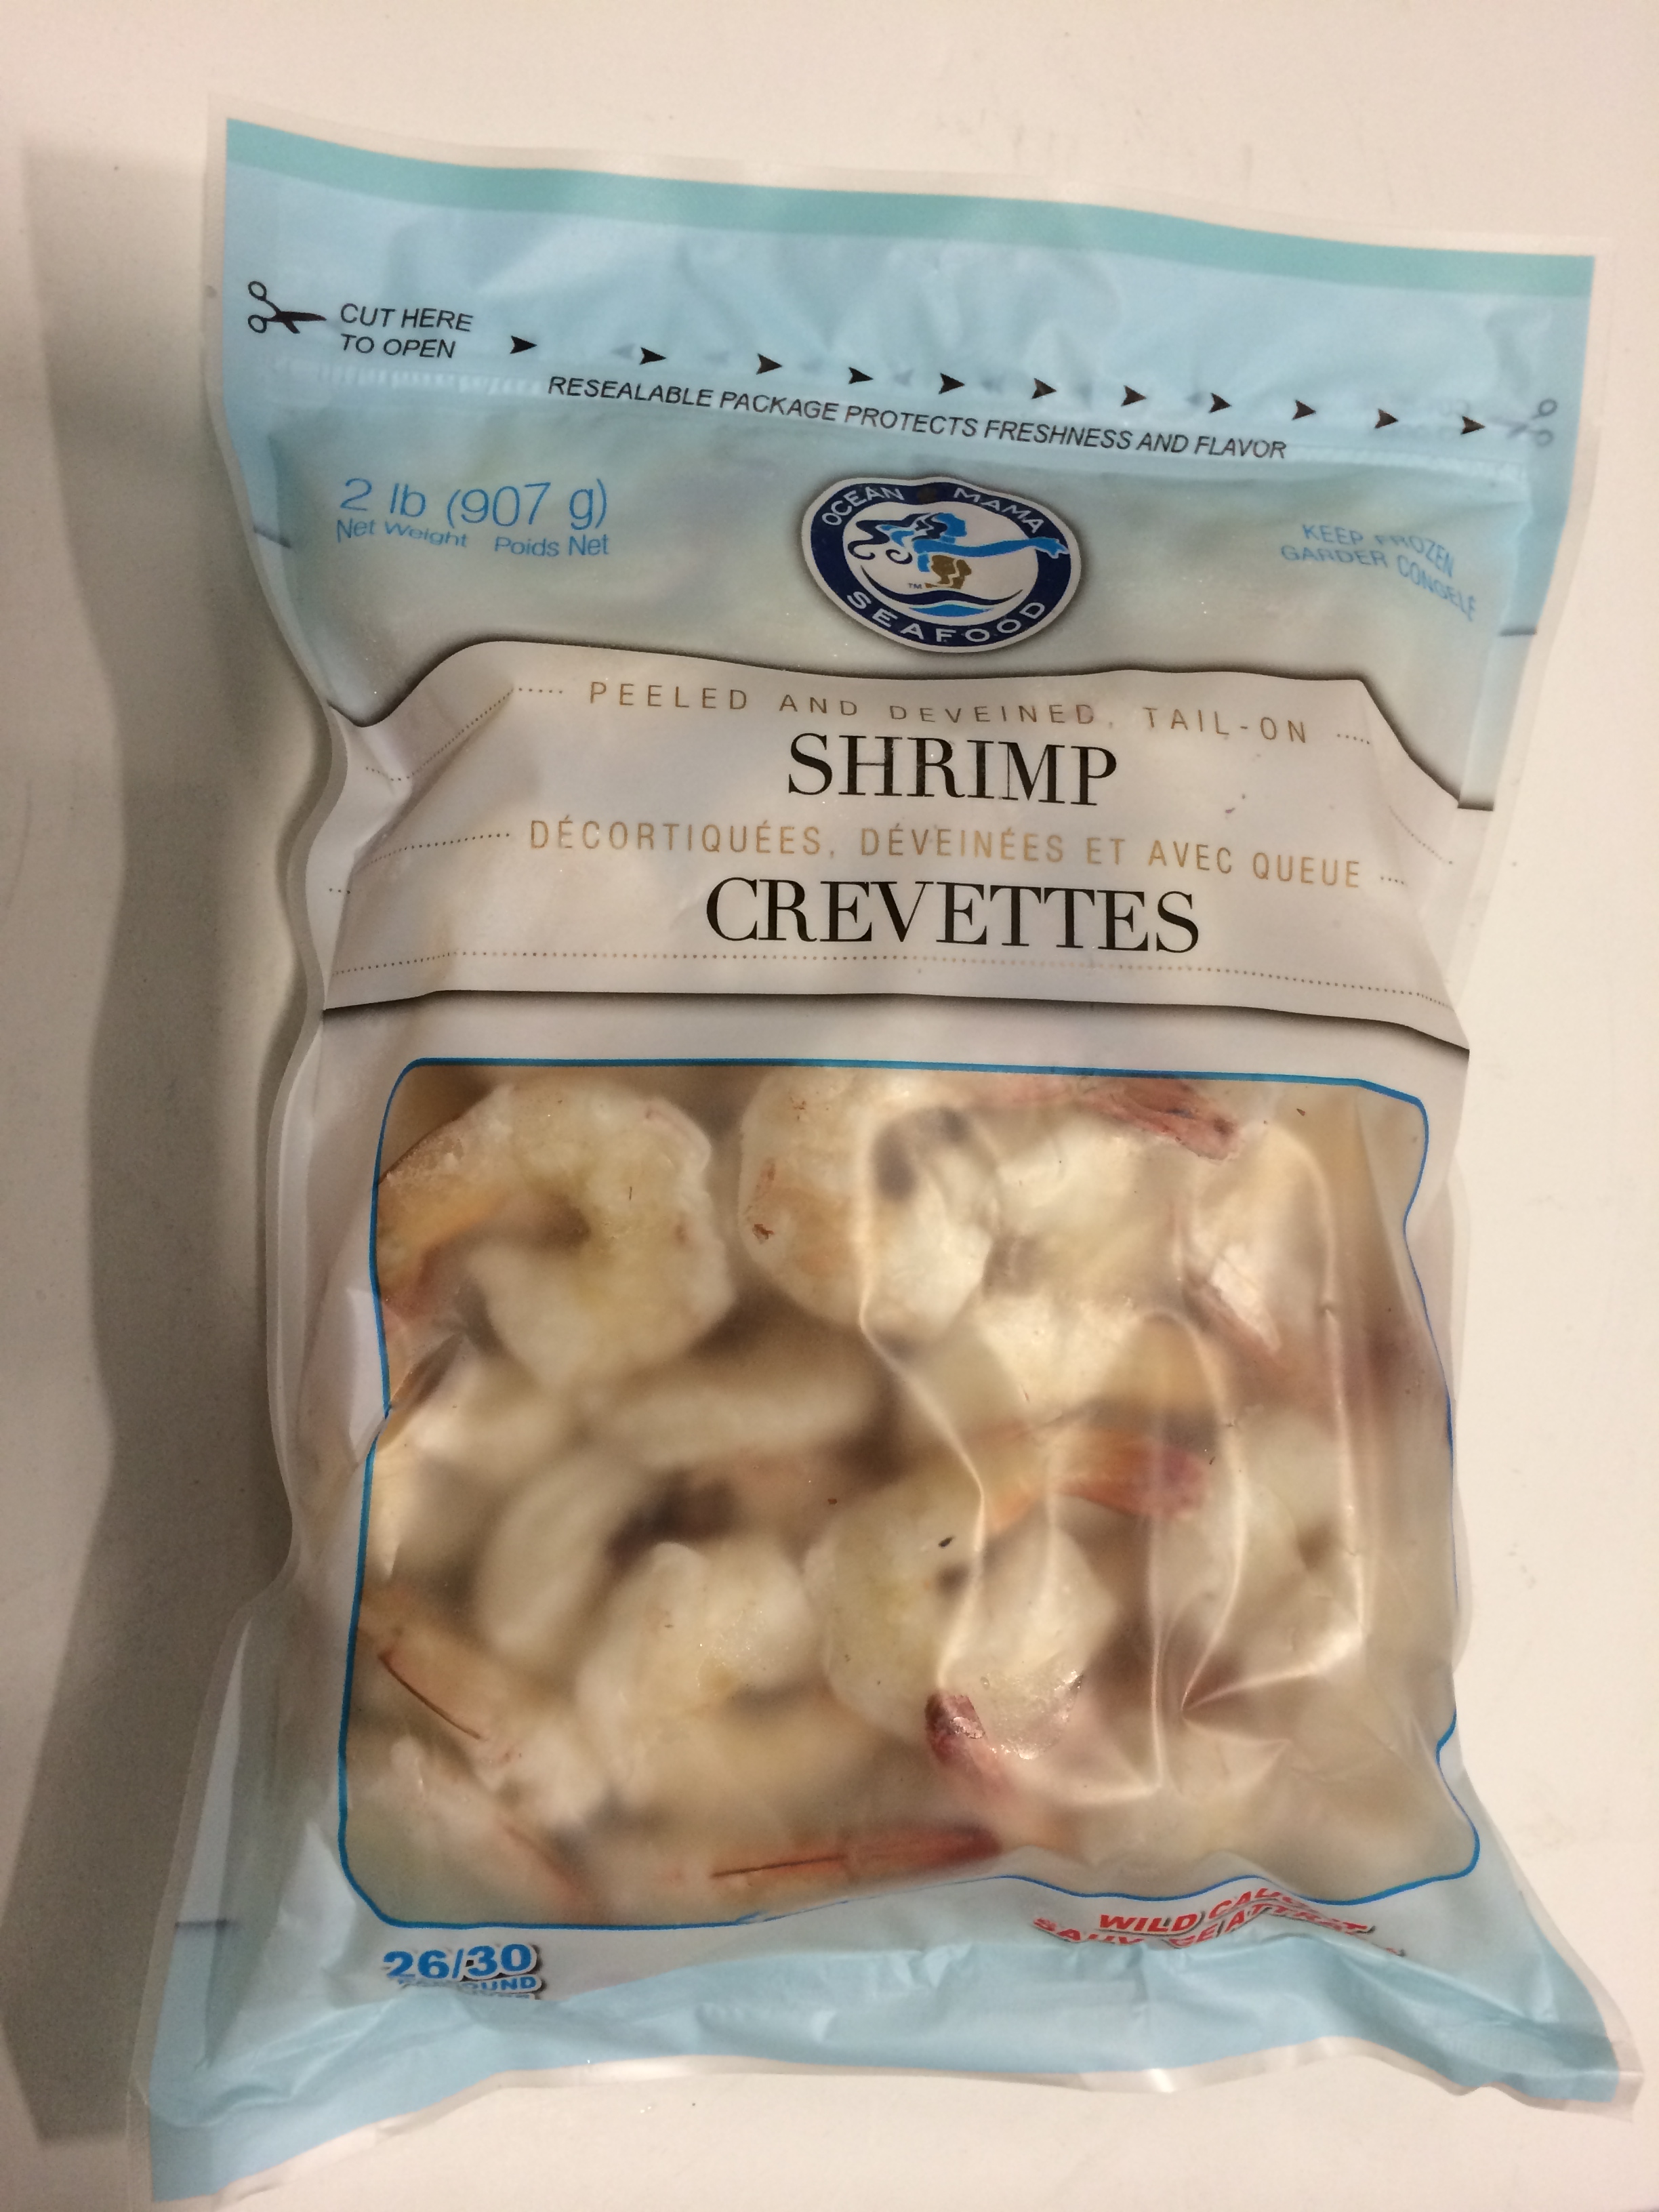 CUT HERE
TO OPEN
RESEALABLE PACKAGE PROTECTS FRESHNESS AND FLAVOR
2 lb (907 g)
Net Weight Poids Net
OCEAN MAMA
SEAFOOD
TM
KEEP FROZEN
GARDER CONGELÉ
PEELED AND DEVEINED, TAIL-ON
SHRIMP
DÉCORTIQUÉES, DÉVEINÉES ET AVEC QUEUE
CREVETTES
26/30
WILD